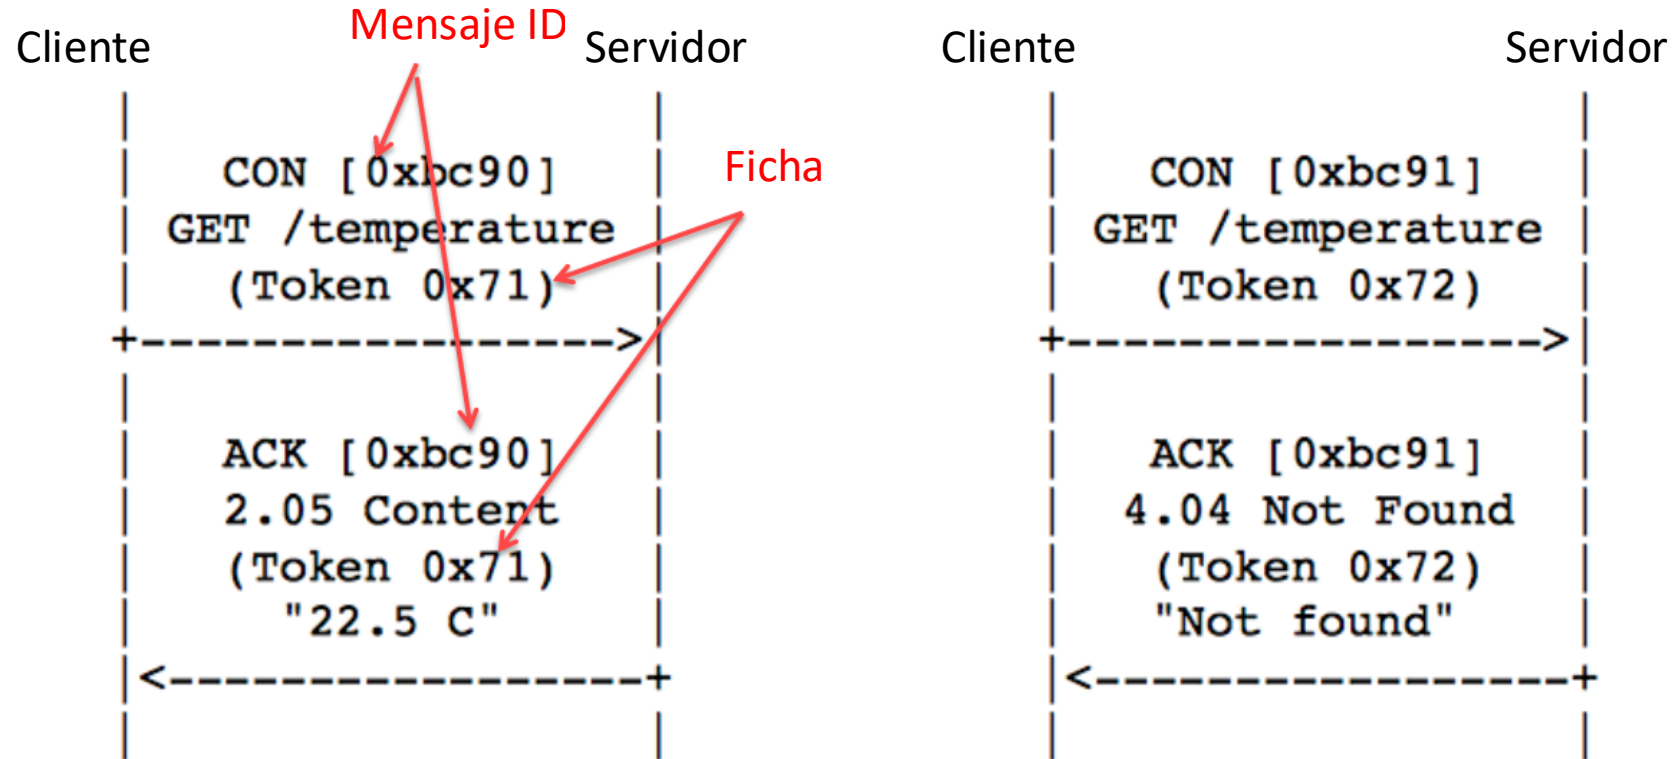 Cliente
Mensaje ID
Servidor
CON [0xbc90]
GET /temperature
(Token 0x71)
Ficha
ACK [0xbc90]
2.05 Content
(Token 0x71)
"22.5 C"
Cliente
Servidor
CON [0xbc91]
GET /temperature
(Token 0x72)
ACK [0xbc91]
4.04 Not Found
(Token 0x72)
"Not found"